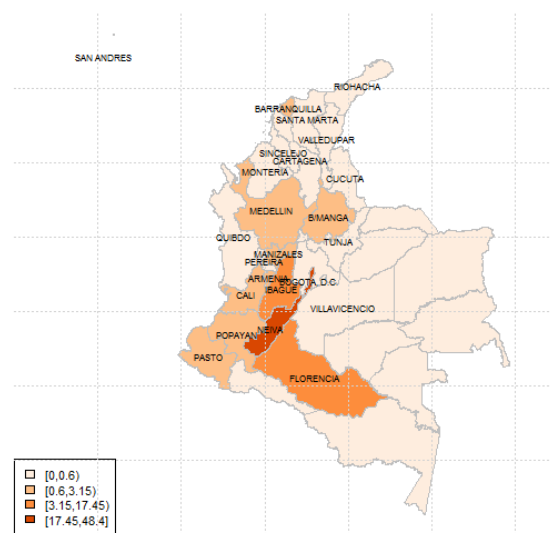 SAN ANDRES
RIOHACHA
BARRANQUILLA
SANTA MARTA
VALLEDUPAR
SINCELEJO
CARTAGENA
MONTERIA
CUCUTA
MEDELLIN
B/MANGA
QUIBDO
TUNJA
MANIZALES
PEREIRA
ARMENIA
BOGOTA, D.C.
IBAGUE
CALI
VILLAVICENCIO
NEIVA
POPAYAN
PASTO
FLORENCIA
[0,0.6)
[0.6,3.15)
[3.15,17.45)
[17.45,48.4]